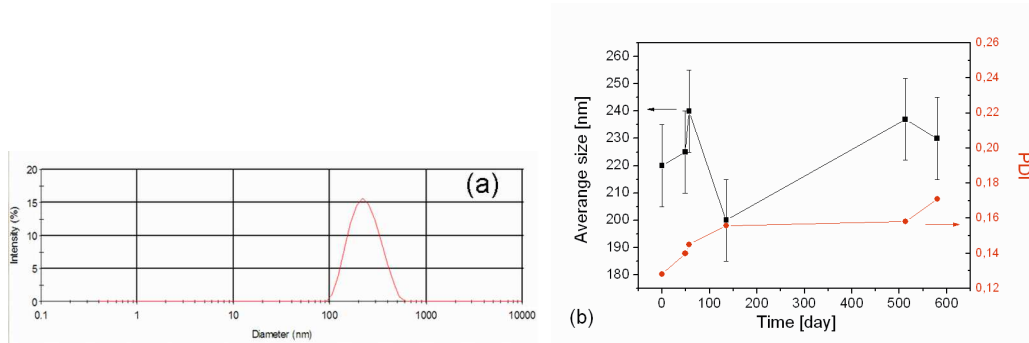 (a)
20
15
10
5
0
Intensity (%)
0.1 1 10 100 1000 10000
Diameter (nm)
260
250
240
230
220
210
200
190
180
Averange size [nm]
0,26
0,24
0,22
0,20
0,18
0,16
0,14
0,12
PDI
0 100 200 300 400 500 600
Time [day]
(b)